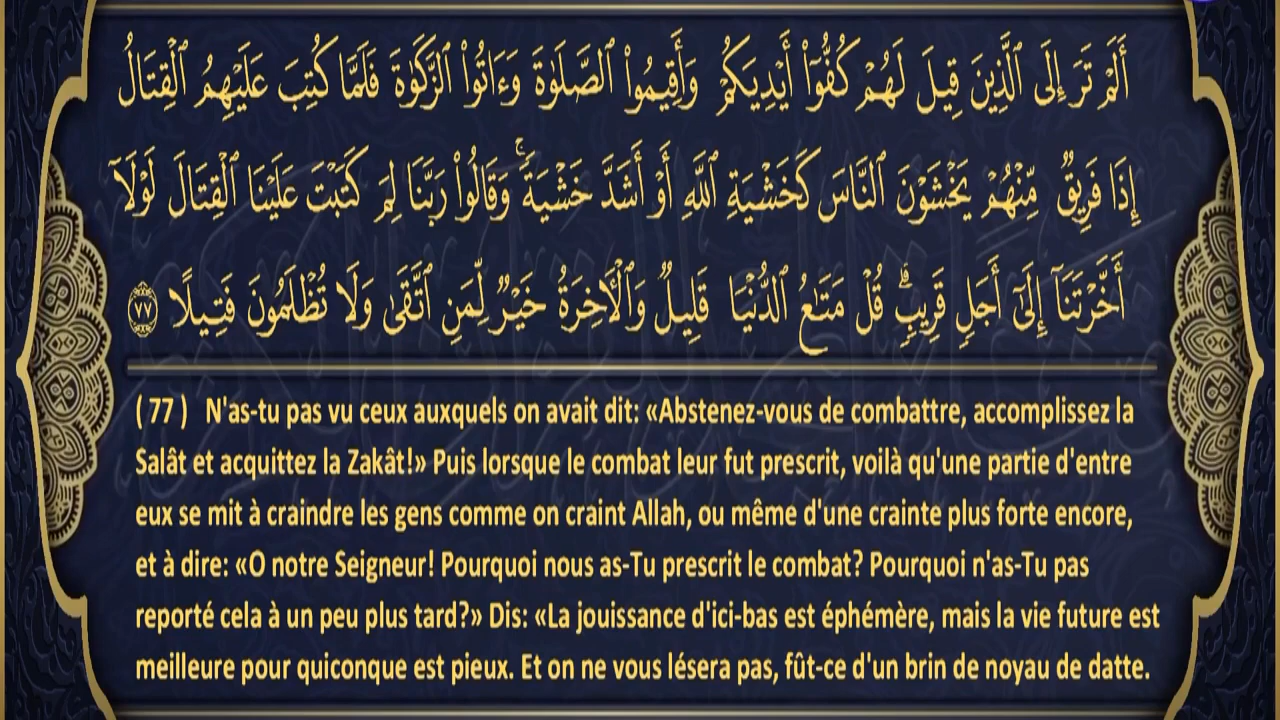 أَلَمْ تَرَ إِلَى ٱلَّذِينَ قِيلَ لَهُمْ كُفُّوٓا۟ أَيْدِيَكُمْ وَأَقِيمُوا۟ ٱلصَّلَوٰةَ وَءَاتُوا۟ ٱلزَّكَوٰةَ فَلَمَّا كُتِبَ عَلَيْهِمُ ٱلْقِتَالُ
إِذَا فَرِيقٌ مِّنْهُمْ يَخْشَوْنَ ٱلنَّاسَ كَخَشْيَةِ ٱللَّهِ أَوْ أَشَدَّ خَشْيَةً ۚ وَقَالُوا۟ رَبَّنَا لِمَ كَتَبْتَ عَلَيْنَا ٱلْقِتَالَ لَوْلَآ
أَخَّرْتَنَآ إِلَىٰٓ أَجَلٍ قَرِيبٍ ۗ قُلْ مَتَٰعُ ٱلدُّنْيَا قَلِيلٌ وَٱلْءَاخِرَةُ خَيْرٌ لِّمَنِ ٱتَّقَىٰ وَلَا تُظْلَمُونَ فَتِيلًا ٧٧
( 77 ) N'as-tu pas vu ceux auxquels on avait dit: «Abstenez-vous de combattre, accomplissez la
Salât et acquittez la Zakât!» Puis lorsque le combat leur fut prescrit, voilà qu'une partie d'entre
eux se mit à craindre les gens comme on craint Allah, ou même d'une crainte plus forte encore,
et à dire: «O notre Seigneur! Pourquoi nous as-Tu prescrit le combat? Pourquoi n'as-Tu pas
reporté cela à un peu plus tard?» Dis: «La jouissance d'ici-bas est éphémère, mais la vie future est
meilleure pour quiconque est pieux. Et on ne vous lésera pas, fût-ce d'un brin de noyau de datte.